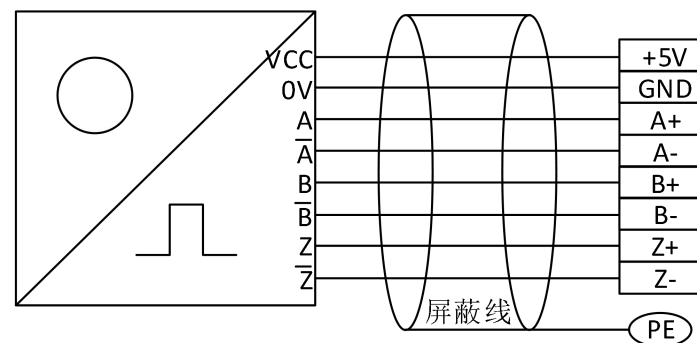 VCC +5V
0V GND
A A+
A̅ A-
B B+
B̅ B-
Z Z+
Z̅ Z-
屏蔽线
PE